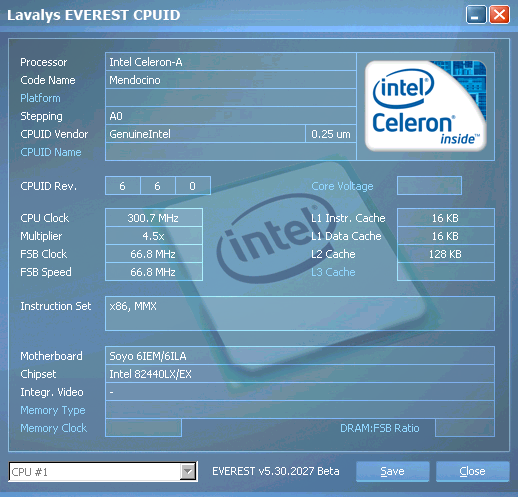 Lavalys EVEREST CPUID
Processor Intel Celeron-A
Code Name Mendocino
Platform
Stepping A0
CPUID Vendor GenuineIntel 0.25 um
CPUID Name
intel
Celeron®
inside™
CPUID Rev. 6 6 0 Core Voltage
CPU Clock 300.7 MHz L1 Instr. Cache 16 KB
Multiplier 4.5x L1 Data Cache 16 KB
FSB Clock 66.8 MHz L2 Cache 128 KB
FSB Speed 66.8 MHz L3 Cache
intel
Instruction Set x86, MMX
Motherboard Soyo 6IEM/6ILA
Chipset Intel 82440LX/EX
Integr. Video -
Memory Type
Memory Clock DRAM:FSB Ratio
CPU #1 EVEREST v5.30.2027 Beta Save Close